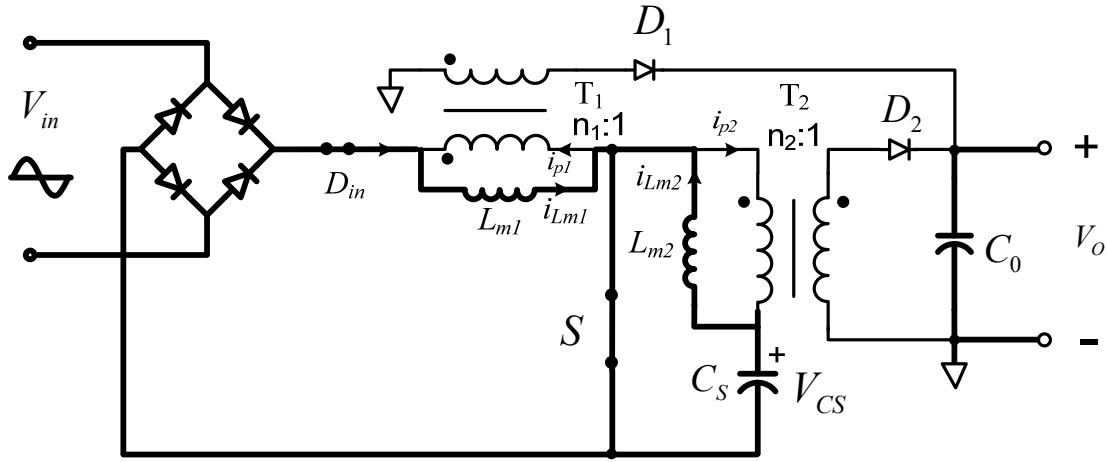 D1
Vin
T1
n1:1
T2
n2:1
D2
ip2
+
Din
ip1
iLm1
Lm1
iLm2
Lm2
C0
VO
S
+
CS
VCS
-